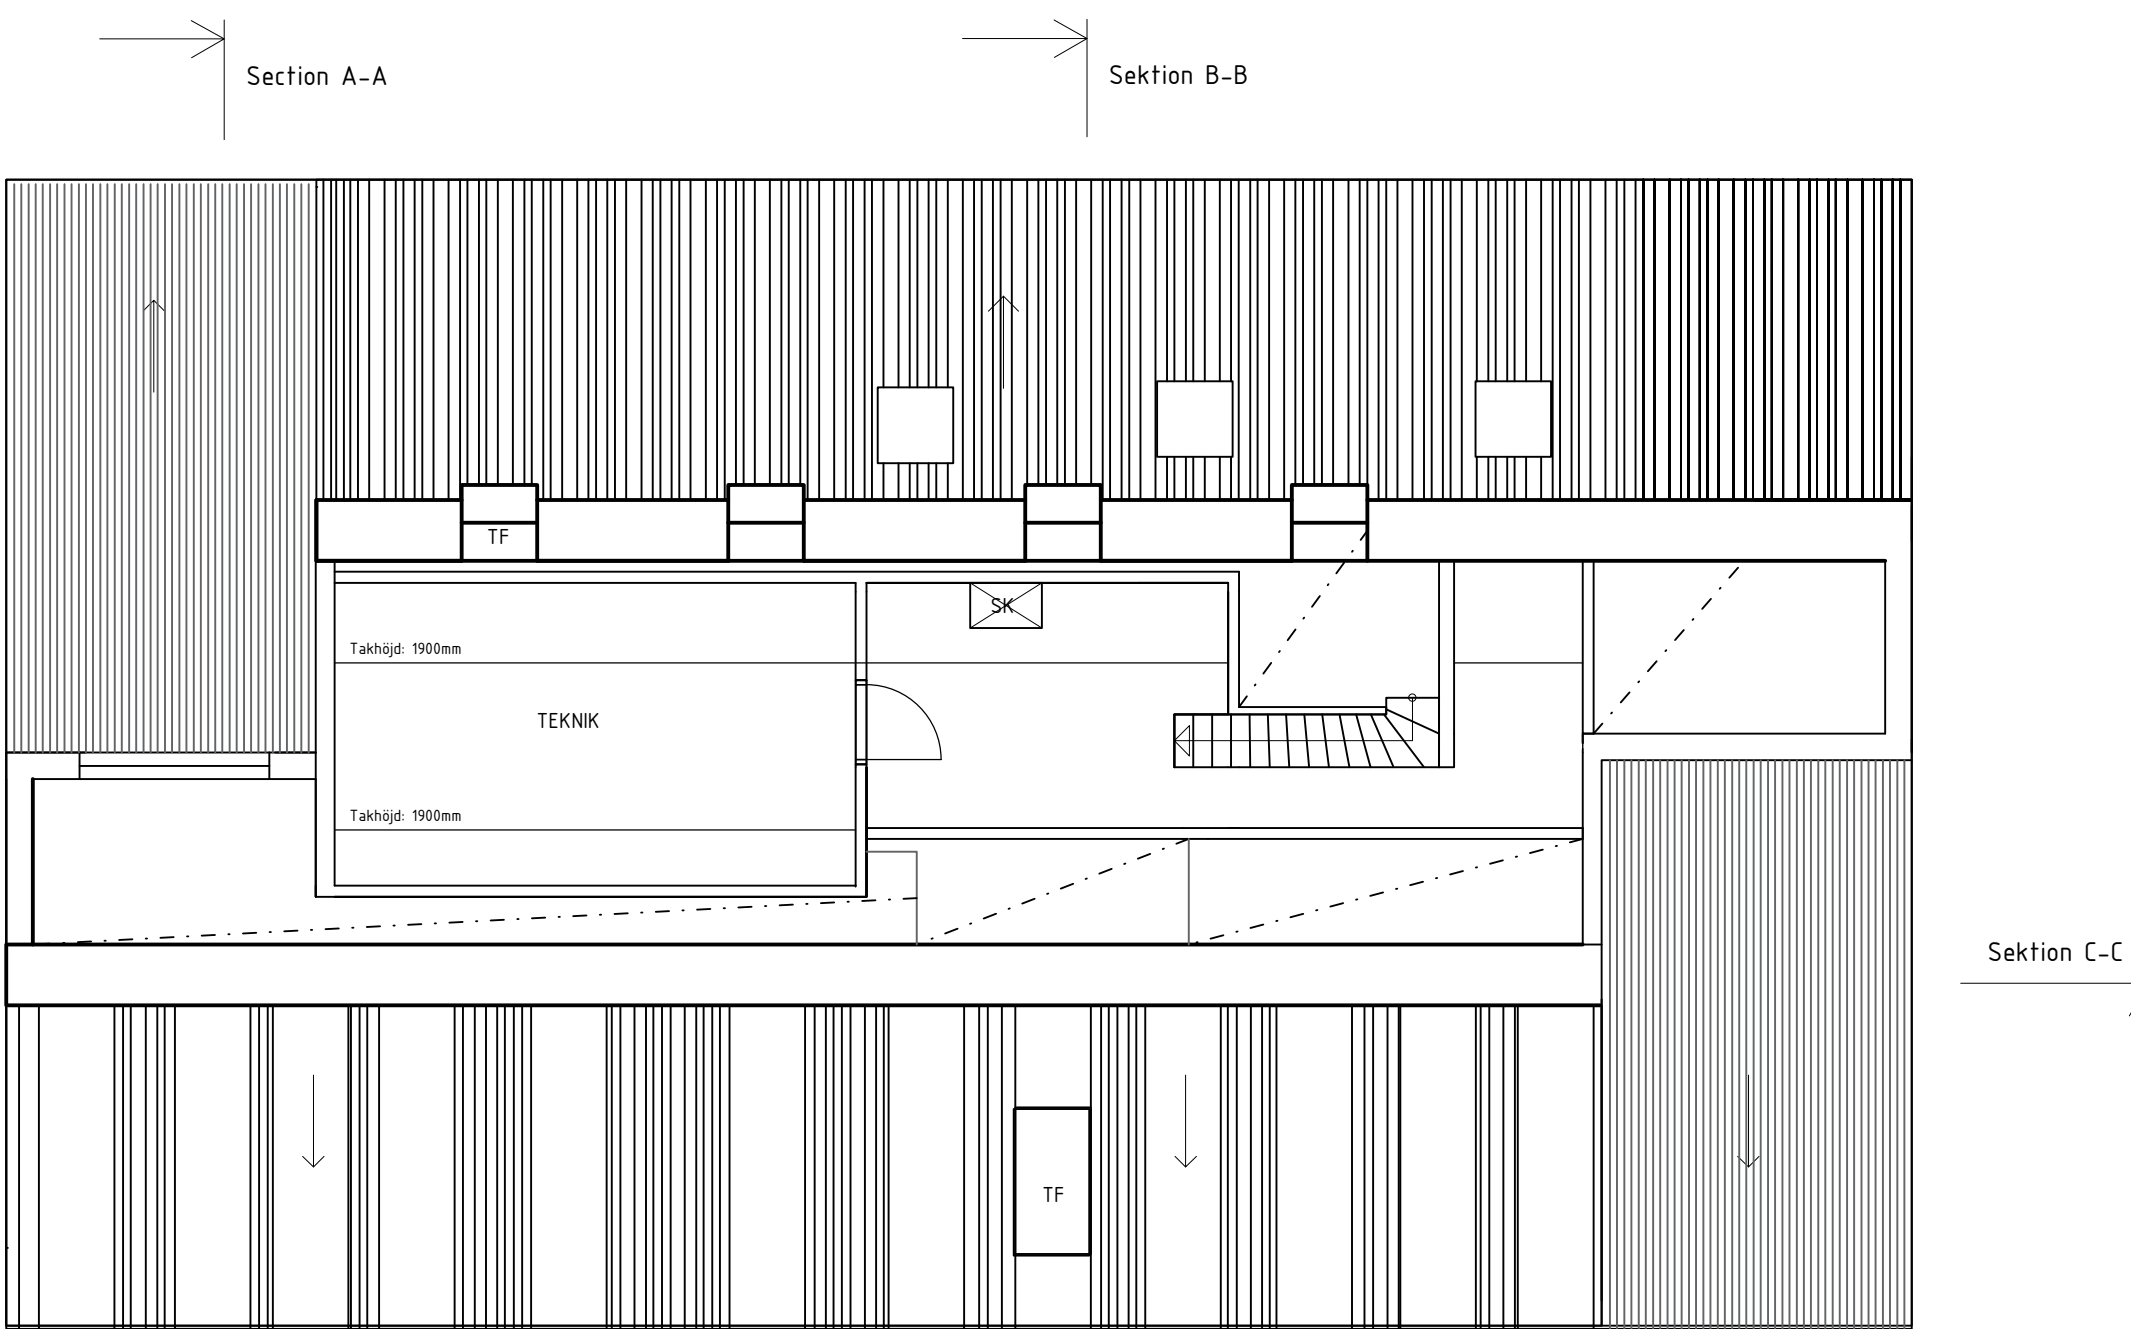 Section A-A
Sektion B-B
TF
SK
Takhöjd: 1900mm
TEKNIK
Takhöjd: 1900mm
Sektion C-C
TF